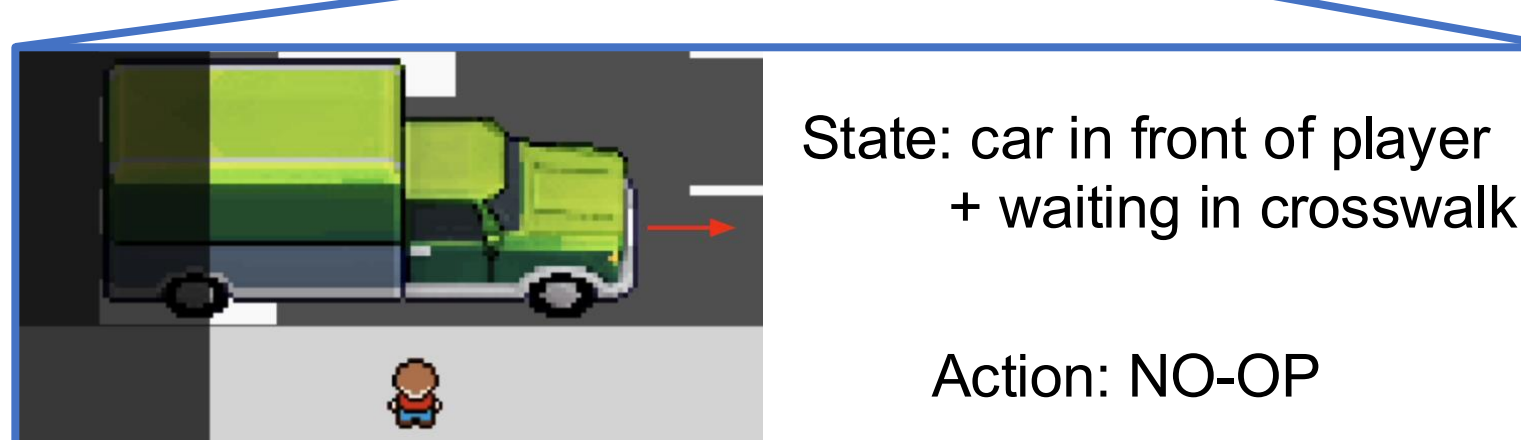 State: car in front of player
+ waiting in crosswalk
Action: NO-OP